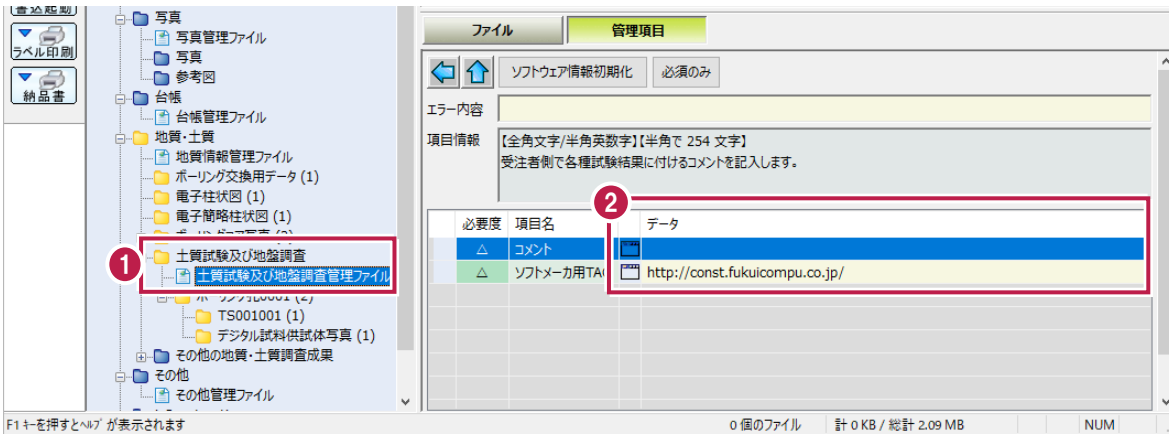 書込起動
ラベル印刷
納品書
写真
写真管理ファイル
写真
参考図
台帳
台帳管理ファイル
地質・土質
地質情報管理ファイル
ボーリング交換用データ (1)
電子柱状図 (1)
電子簡略柱状図 (1)
土質試験及び地盤調査
土質試験及び地盤調査管理ファイル
TS001001 (1)
デジタル試料供試体写真 (1)
その他の地質・土質調査成果
その他
その他管理ファイル
1
ファイル
管理項目
ソフトウェア情報初期化
必須のみ
エラー内容
項目情報
【全角文字/半角英数字】【半角で 254 文字】
受注者側で各種試験結果に付けるコメントを記入します。
2
必要度 項目名 データ
△ コメント
△ ソフトメーカ用TA http://const.fukuicompu.co.jp/
F1キーを押すとヘルプが表示されます
0 個のファイル
計 0 KB / 総計 2.09 MB
NUM